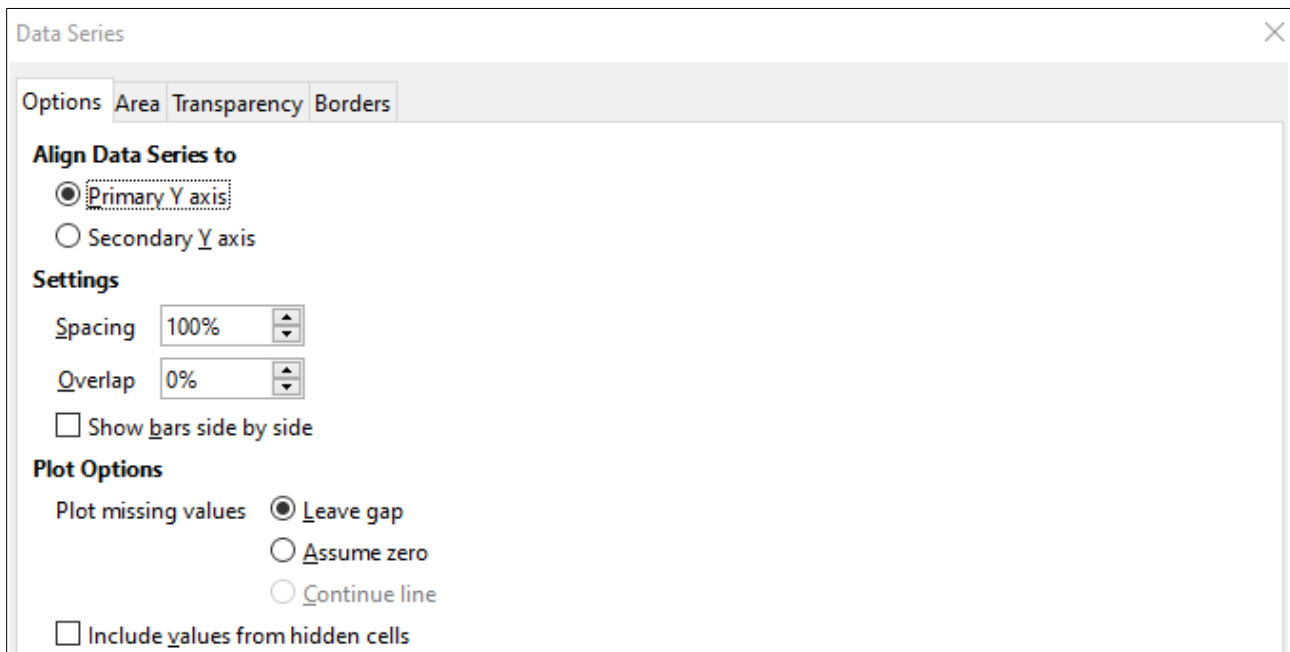 Data Series
Options Area Transparency Borders
Align Data Series to
Primary Y axis
Secondary Y axis
Settings
Spacing 100%
Overlap 0%
Show bars side by side
Plot Options
Plot missing values Leave gap
Assume zero
Continue line
Include values from hidden cells